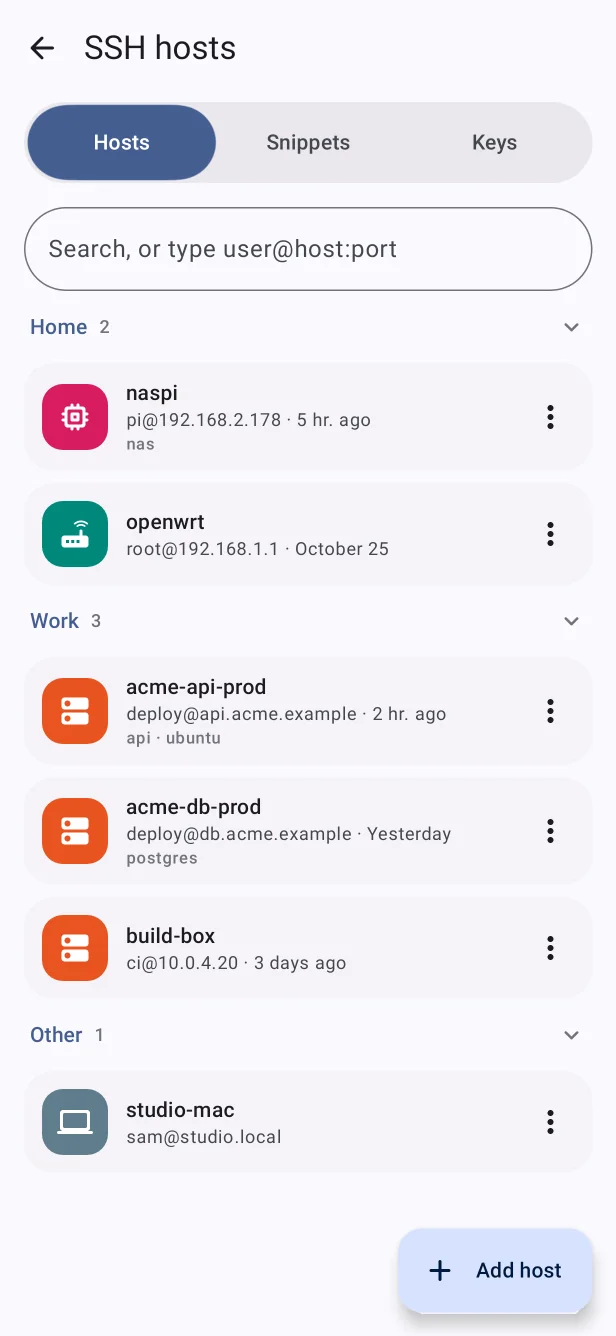 SSH hosts
Hosts
Snippets
Keys
Search, or type user@host:port
Home 2
naspi
pi@192.168.2.178 · 5 hr. ago
nas
openwrt
root@192.168.1.1 · October 25
Work 3
acme-api-prod
deploy@api.acme.example · 2 hr. ago
api · ubuntu
acme-db-prod
deploy@db.acme.example · Yesterday
postgres
build-box
ci@10.0.4.20 · 3 days ago
Other 1
studio-mac
sam@studio.local
Add host